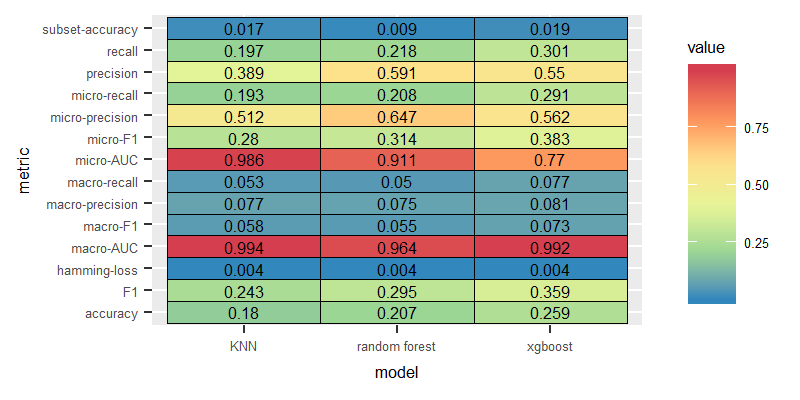 subset-accuracy 0.017 0.009 0.019
recall 0.197 0.218 0.301
precision 0.389 0.591 0.55
micro-recall 0.193 0.208 0.291
micro-precision 0.512 0.647 0.562
micro-F1 0.28 0.314 0.383
micro-AUC 0.986 0.911 0.77
macro-recall 0.053 0.05 0.077
macro-precision 0.077 0.075 0.081
macro-F1 0.058 0.055 0.073
macro-AUC 0.994 0.964 0.992
hamming-loss 0.004 0.004 0.004
F1 0.243 0.295 0.359
accuracy 0.18 0.207 0.259
KNN random forest xgboost
model
metric
value
0.75
0.50
0.25